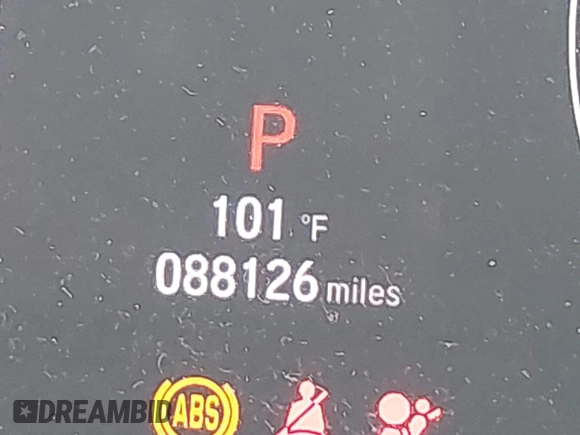 P
101 °F
088126 miles
ABS
DREAMBID